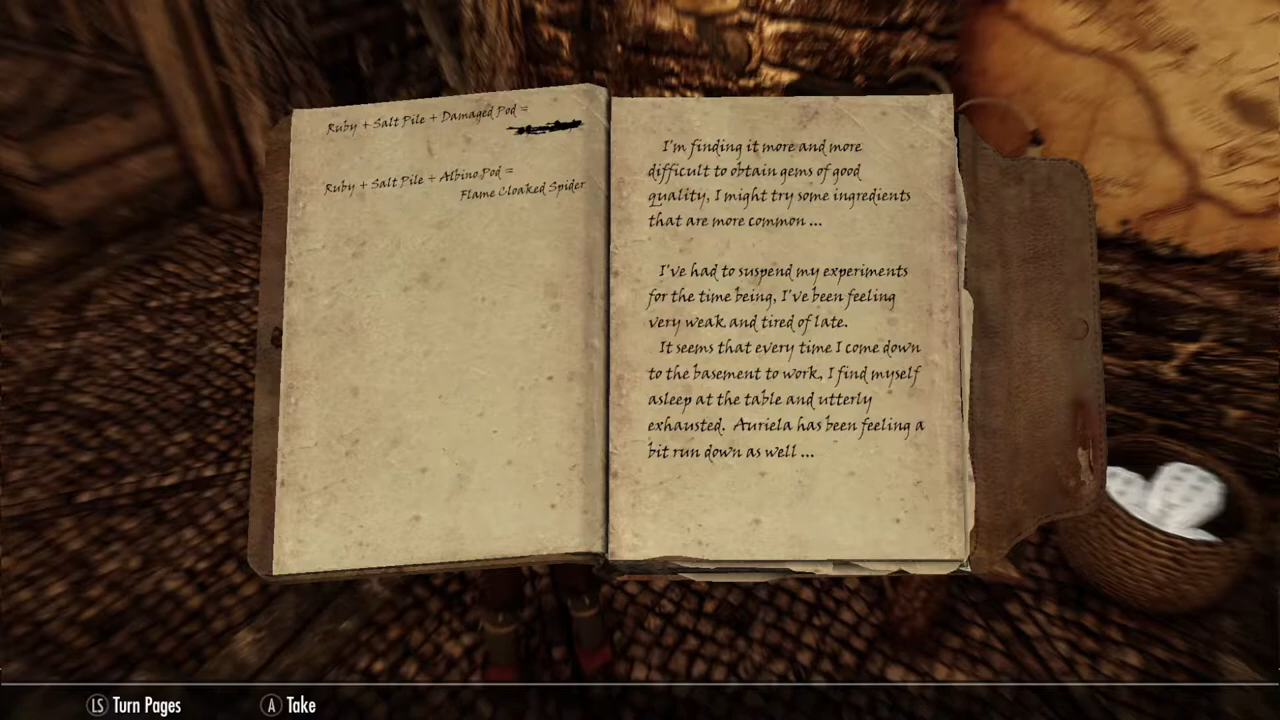 Ruby + Salt Pile + Damaged Pod =
Ruby + Salt Pile + Albino Pod =
Flame Cloaked Spider
I'm finding it more and more
difficult to obtain gems of good
quality, I might try some ingredients
that are more common ...
I've had to suspend my experiments
for the time being, I've been feeling
very weak and tired of late.
It seems that every time I come down
to the basement to work, I find myself
asleep at the table and utterly
exhausted. Auriela has been feeling a
bit run down as well ...
LS Turn Pages
A Take